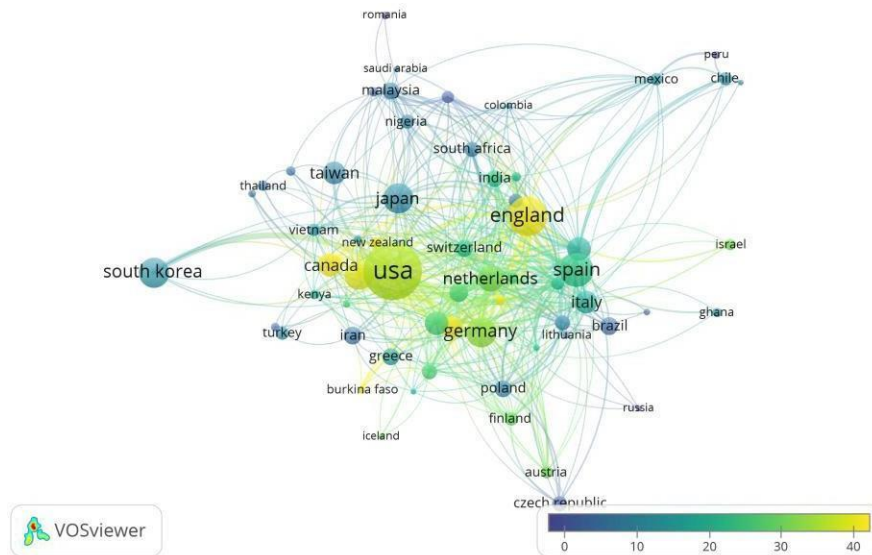 romania
peru
saudi arabia
mexico
chile
malaysia
colombia
nigeria
south africa
taiwan
india
thailand
japan
england
vietnam
new zealand
switzerland
israel
canada
usa
spain
south korea
netherlands
kenya
italy
ghana
turkey
iran
germany
lithuania
brazil
greece
burkina faso
poland
russia
finland
iceland
austria
czech republic
VOSviewer
0
10
20
30
40